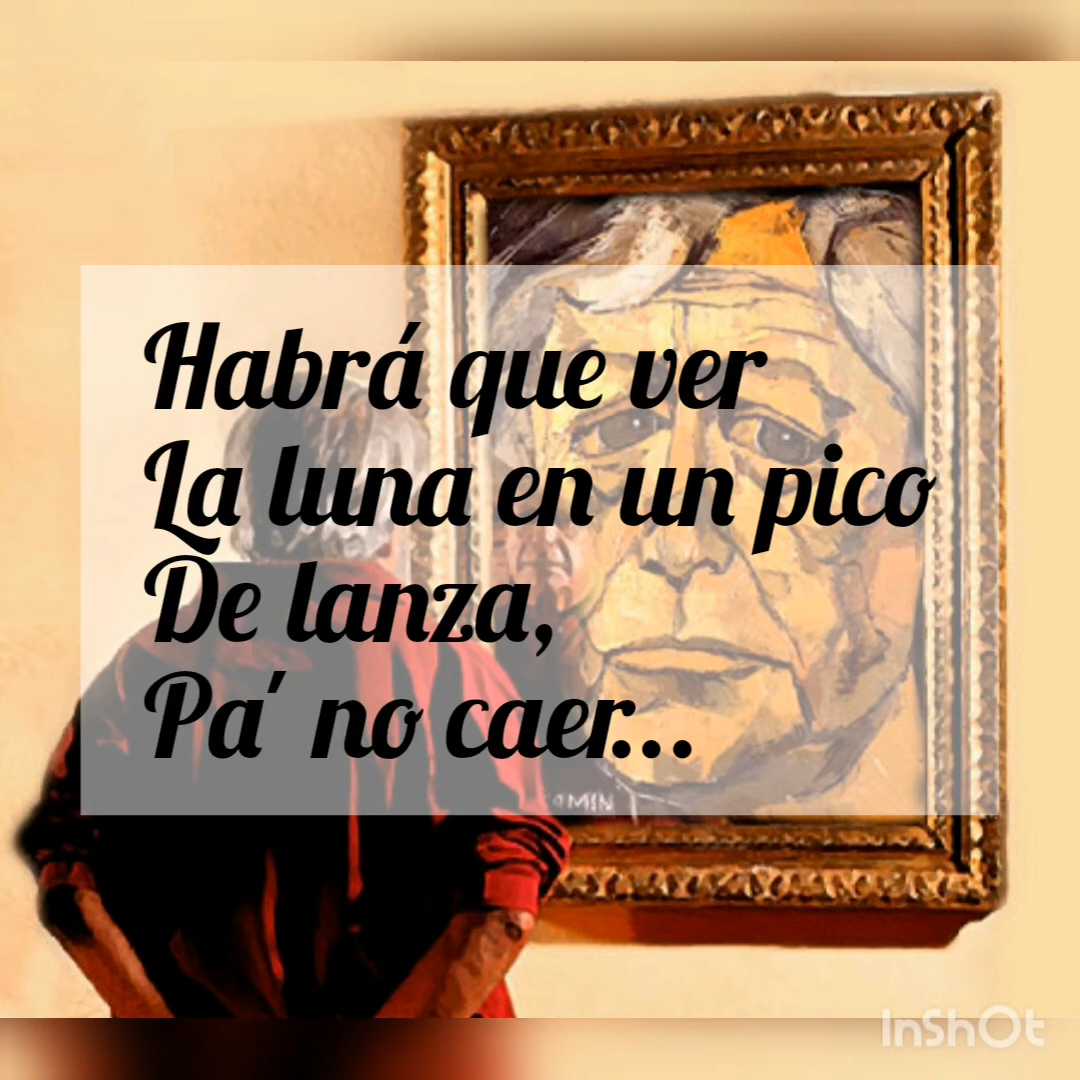 Habrá que ver
La luna en un pico
De lanza,
Pa' no caer...
InShOt